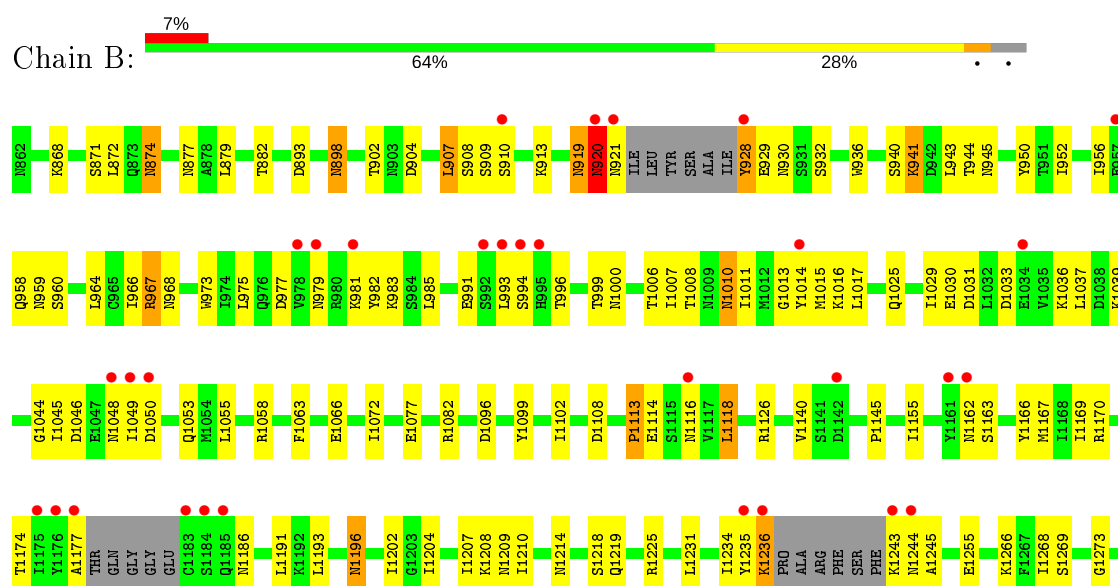 7%
Chain B:
64% 28% • •
N862 K868 S871 L872 Q873 N874 N877 A878 L879 T882 D893 N898 T902 N903 D904 L907 S908 S909 S910 K913 N919 N920 N921 ILE LEU TYR SER ALA ILE Y928 E929 N930 S931 S932 W936 S940 K941 D942 L943 T944 N945 Y950 T951 I952 I956 E957
Q958 N959 S960 L964 C965 I966 R967 N968 W973 I974 L975 Q976 D977 V978 N979 R980 K981 Y982 K983 S984 L985 E991 S992 L993 S994 H995 T996 T999 N1000 T1006 I1007 T1008 N1009 N1010 I1011 M1012 G1013 Y1014 M1015 K1016 L1017 Q1025 I1029 E1030 D1031 L1032 D1033 E1034 V1035 K1036 L1037 D1038 K1039
G1044 I1045 D1046 E1047 N1048 I1049 D1050 Q1053 M1054 L1055 R1058 F1063 E1066 I1072 E1077 R1082 D1096 Y1099 I1102 D1108 P1113 E1114 S1115 N1116 V1117 L1118 R1126 V1140 S1141 D1142 P1145 I1155 Y1161 N1162 S1163 Y1166 M1167 I1168 I1169 R1170
T1174 I1175 Y1176 A1177 THR GLN GLY GLY GLU C1183 S1184 Q1185 N1186 L1191 K1192 L1193 N1196 I1202 G1203 I1204 I1207 K1208 N1209 I1210 N1214 S1218 Q1219 R1225 L1231 I1234 Y1235 K1236 PRO ALA ARG PHE SER PHE K1243 N1244 A1245 E1255 K1266 F1267 I1268 S1269 G1273